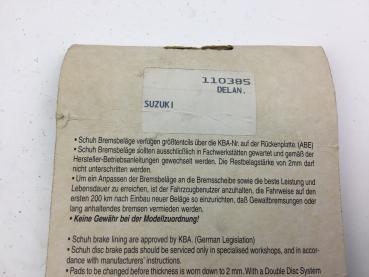 110385
DELAN.
SUZUKI
• Schuh Bremsbeläge verfügen größtenteils über die KBA-Nr. auf der Rückenplatte. (ABE)
• Schuh Bremsbeläge sollten ausschließlich in Fachwerkstätten gewartet und gemäß der
Hersteller-Betriebsanleitungen gewechselt werden. Die Restbelagstärke von 2mm darf
nicht unterschritten werden.
• Um ein Anpassen der Bremsbeläge an die Bremsscheibe sowie die beste Leistung und
Lebensdauer zu erreichen, ist der Fahrzeugbenutzer anzuhalten, die Fahrweise auf den
ersten 200 km nach Einbau neuer Beläge so einzurichten, daß Gewaltbremsungen oder
lang anhaltendes bremsen vermieden werden.
• Keine Gewähr bei der Modellzuordnung!
• Schuh brake lining are approved by KBA. (German Legislation)
• Schuh disc brake pads should be serviced only in specialised workshops, and in accor-
dance with manufacturers' instructions.
• Pads to be changed before thickness is worn down to 2 mm. With a Double Disc System